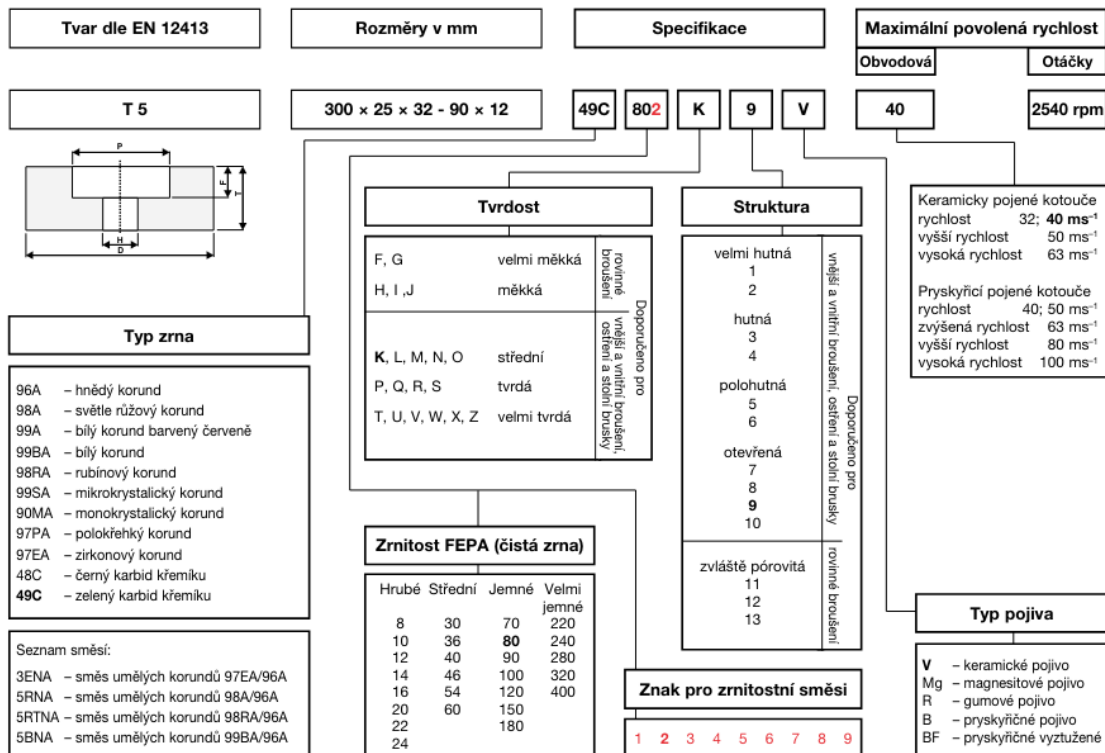 Tvar dle EN 12413
Rozměry v mm
Specifikace
Maximální povolená rychlost
Obvodová
Otáčky
T 5
300 × 25 × 32 - 90 × 12
49C
802
K
9
V
40
2540 rpm
P
F
T
H
D
Keramicky pojené kotouče
rychlost 32; 40 ms⁻¹
vyšší rychlost 50 ms⁻¹
vysoká rychlost 63 ms⁻¹
Pryskyřicí pojené kotouče
rychlost 40; 50 ms⁻¹
zvýšená rychlost 63 ms⁻¹
vyšší rychlost 80 ms⁻¹
vysoká rychlost 100 ms⁻¹
Tvrdost
F, G velmi měkká
H, I ,J měkká
K, L, M, N, O střední
P, Q, R, S tvrdá
T, U, V, W, X, Z velmi tvrdá
rovinné
broušení
vnější a vnitřní broušení,
ostření a stolní brusky
Doporučeno pro
Struktura
velmi hutná
1
2
hutná
3
4
polohutná
5
6
otevřená
7
8
9
10
zvláště pórovitá
11
12
13
vnější a vnitřní broušení, ostření a stolní brusky
rovinné broušení
Doporučeno pro
Typ zrna
96A – hnědý korund
98A – světle růžový korund
99A – bílý korund barvený červeně
99BA – bílý korund
98RA – rubínový korund
99SA – mikrokrystalický korund
90MA – monokrystalický korund
97PA – polokřehký korund
97EA – zirkonový korund
48C – černý karbid křemíku
49C – zelený karbid křemíku
Seznam směsí:
3ENA – směs umělých korundů 97EA/96A
5RNA – směs umělých korundů 98A/96A
5RTNA – směs umělých korundů 98RA/96A
5BNA – směs umělých korundů 99BA/96A
Zrnitost FEPA (čistá zrna)
Hrubé Střední Jemné Velmi
jemné
8 30 70 220
10 36 80 240
12 40 90 280
14 46 100 320
16 54 120 400
20 60 150
22 180
24
Znak pro zrnitostní směsi
1 2 3 4 5 6 7 8 9
Typ pojiva
V – keramické pojivo
Mg – magnesitové pojivo
R – gumové pojivo
B – pryskyřičné pojivo
BF – pryskyřičné vyztužené